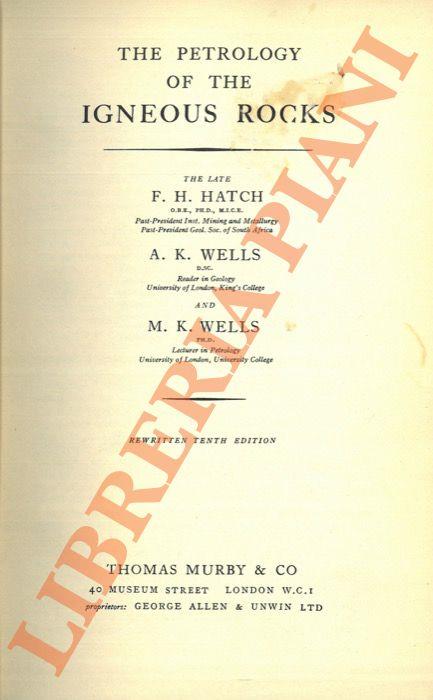 THE PETROLOGY
OF THE
IGNEOUS ROCKS
THE LATE
F. H. HATCH
O.B.E., PH.D., M.I.C.E.
Past-President Inst. Mining and Metallurgy
Past-President Geol. Soc. of South Africa
A. K. WELLS
D.SC.
Reader in Geology
University of London, King's College
AND
M. K. WELLS
PH.D.
Lecturer in Petrology
University of London, University College
REWRITTEN TENTH EDITION
THOMAS MURBY & CO
40 MUSEUM STREET LONDON W.C.1
proprietors: GEORGE ALLEN & UNWIN LTD
LIBRERIA PIANI